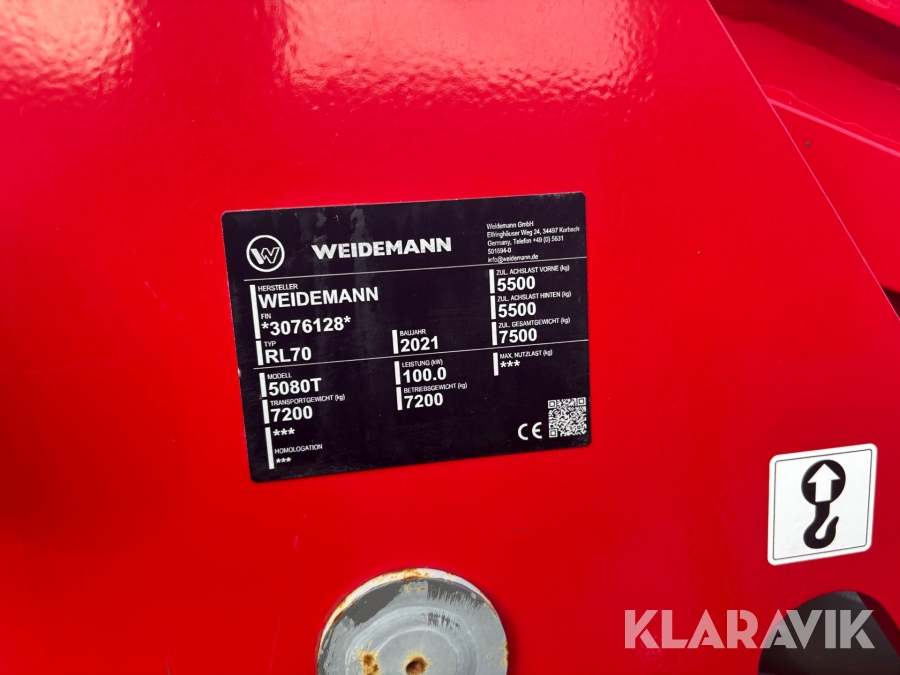 W WEIDEMANN
Weidemann GmbH
Elfringhäuser Weg 24, 34497 Korbach
Germany, Telefon +49 (0) 5631
501694-0
info@weidemann.de
HERSTELLER
WEIDEMANN
FIN
*3076128*
TYP
RL70
BAUJAHR
2021
MODELL
5080T
LEISTUNG (kW)
100.0
TRANSPORTGEWICHT (kg)
7200
BETRIEBSGEWICHT (kg)
7200
***
HOMOLOGATION
***
ZUL. ACHSLAST VORNE (kg)
5500
ZUL. ACHSLAST HINTEN (kg)
5500
ZUL. GESAMTGEWICHT (kg)
7500
MAX. NUTZLAST (kg)
***
CE
KLARAVIK